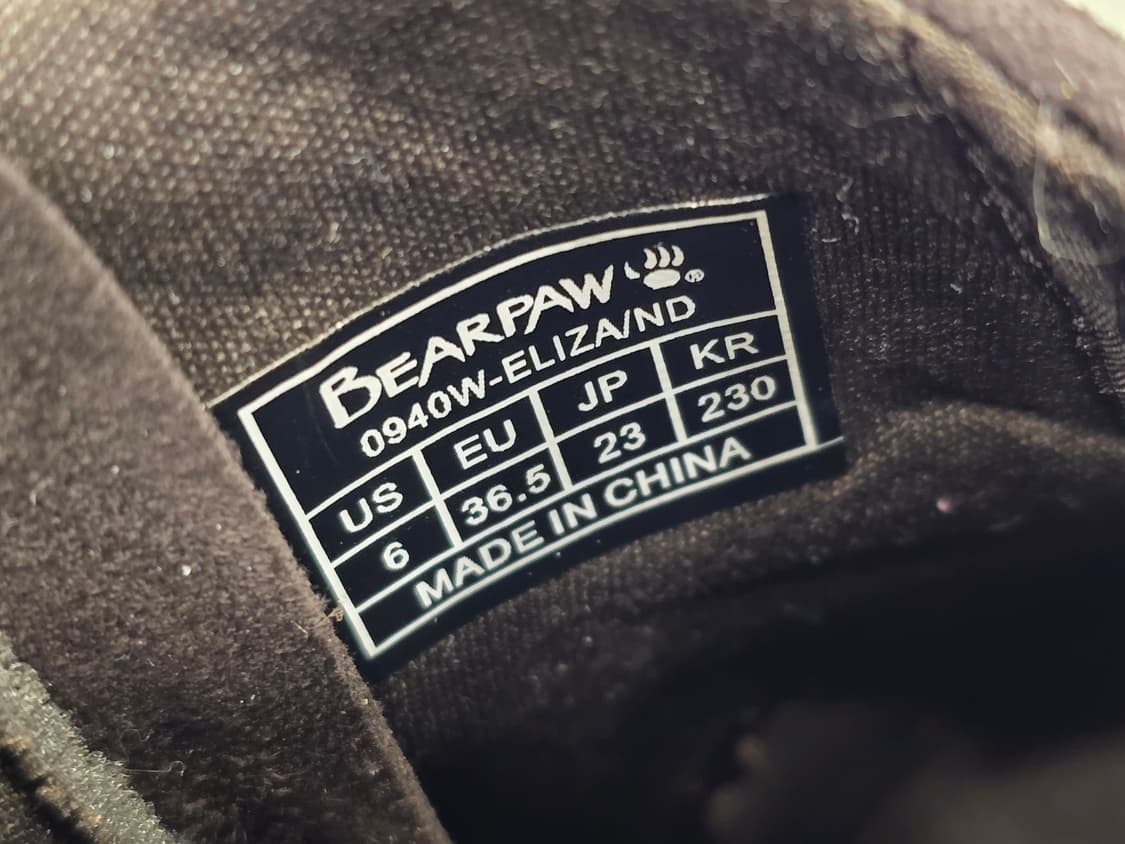 BEARPAW ®
0940W-ELIZA/ND
US EU JP KR
6 36.5 23 230
MADE IN CHINA